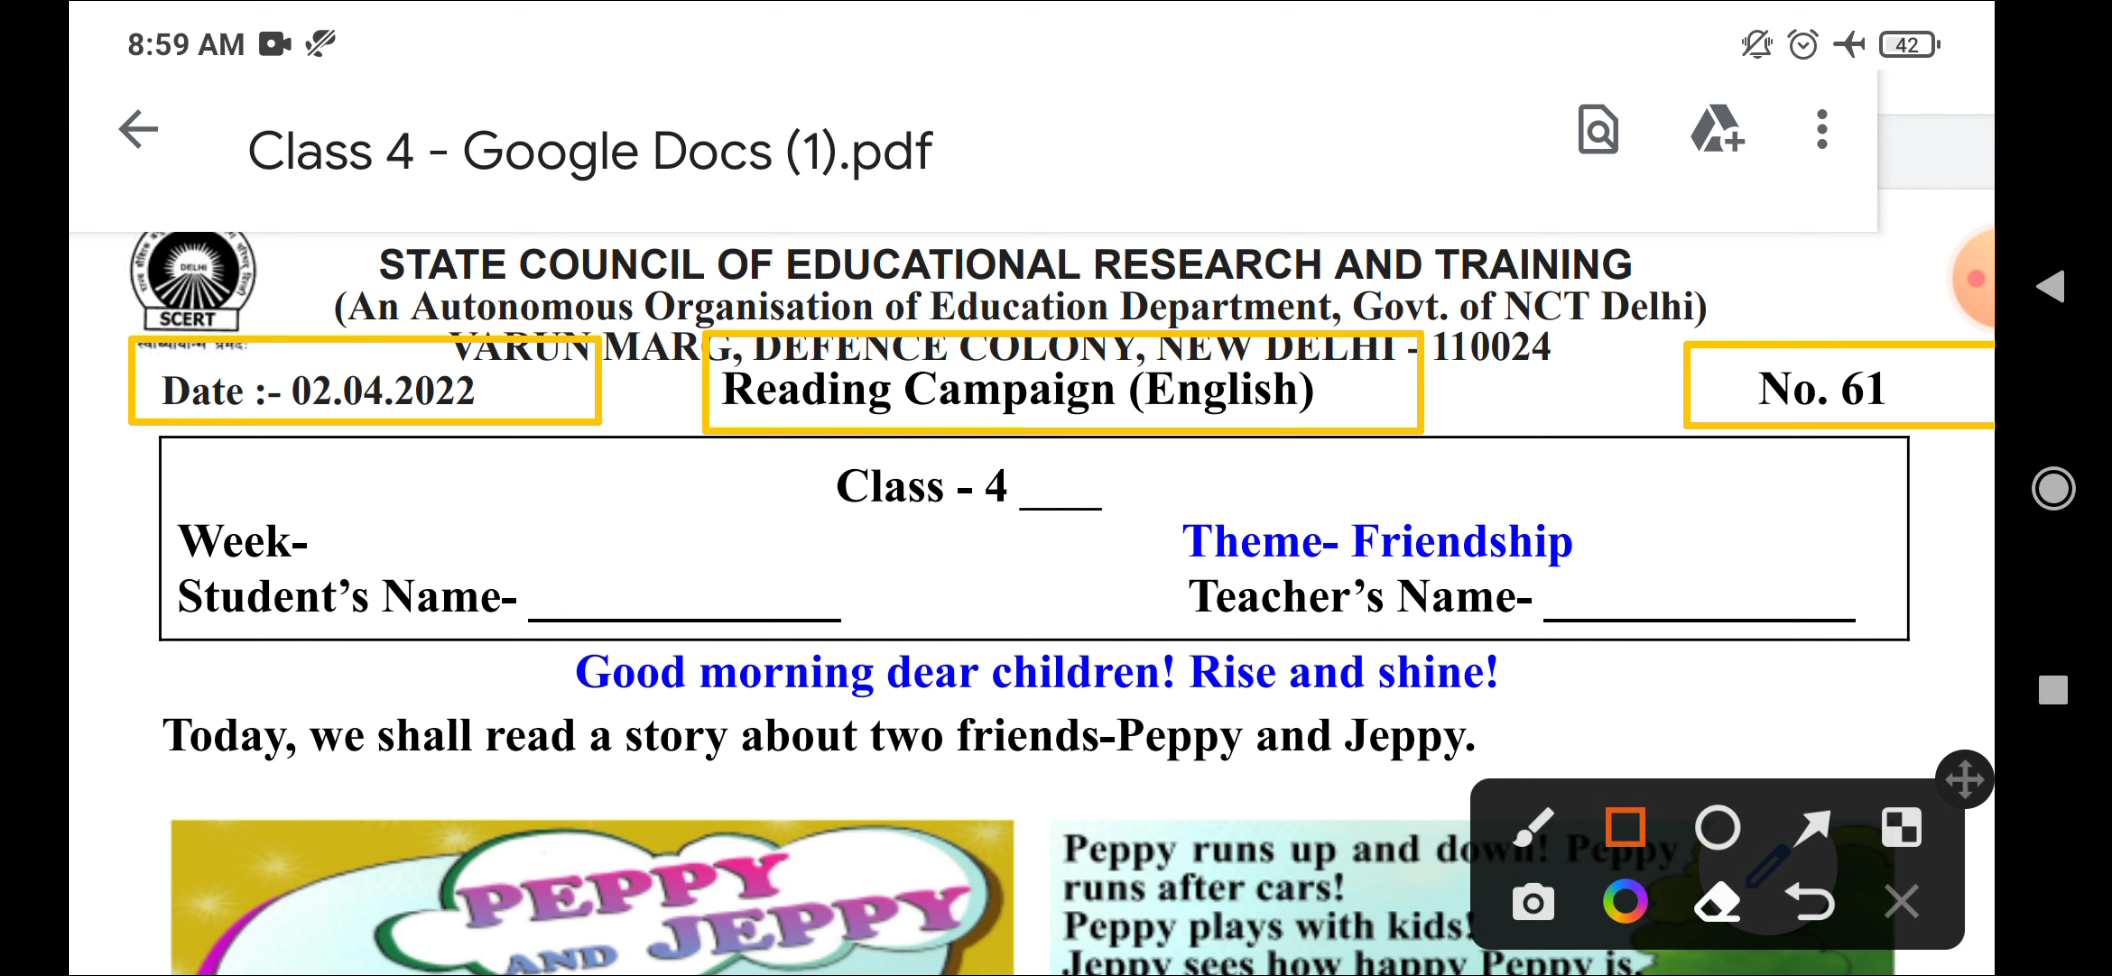 8:59 AM
42
Class 4 - Google Docs (1).pdf
DELHI
SCERT
STATE COUNCIL OF EDUCATIONAL RESEARCH AND TRAINING
(An Autonomous Organisation of Education Department, Govt. of NCT Delhi)
VARUN MARG, DEFENCE COLONY, NEW DELHI - 110024
Date :- 02.04.2022
Reading Campaign (English)
No. 61
Class - 4 ____
Week-
Theme- Friendship
Student’s Name- ____________
Teacher’s Name- ____________
Good morning dear children! Rise and shine!
Today, we shall read a story about two friends-Peppy and Jeppy.
PEPPY
AND JEPPY
Peppy runs up and down! Peppy
runs after cars!
Peppy plays with kids!
Jeppy sees how happy Peppy is.